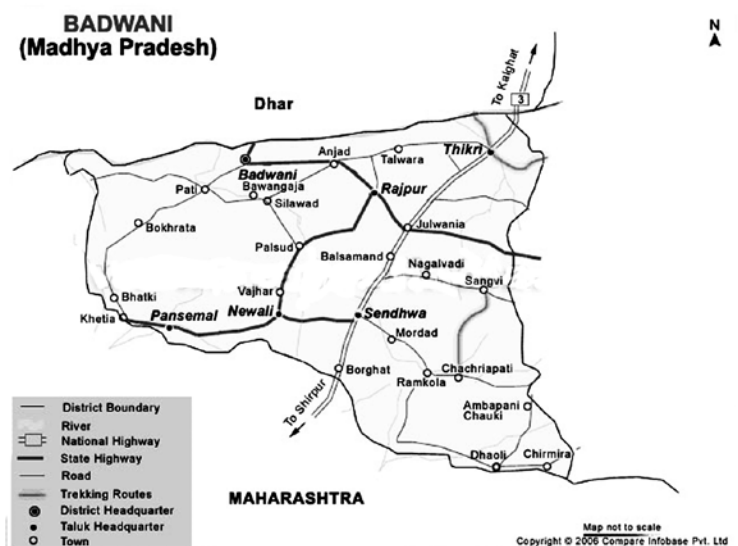 BADWANI
(Madhya Pradesh)
N
To Kalghat
3
Dhar
Thikri
Talwara
Anjad
Badwani
Bawangaja
Pati
Silawad
Rajpur
Bokhrata
Julwania
Palsud
Balsamand
Nagalvadi
Sangvi
Vajhar
Bhatki
Khetia
Pansemal
Newali
Sendhwa
Mordad
Borghat
Ramkola
Chachriapati
To Shirpur
Ambapani
Chauki
Dhaoli
Chirmira
MAHARASHTRA
District Boundary
River
National Highway
State Highway
Road
Trekking Routes
District Headquarter
Taluk Headquarter
Town
Map not to scale
Copyright © 2006 Compare Infobase Pvt. Ltd